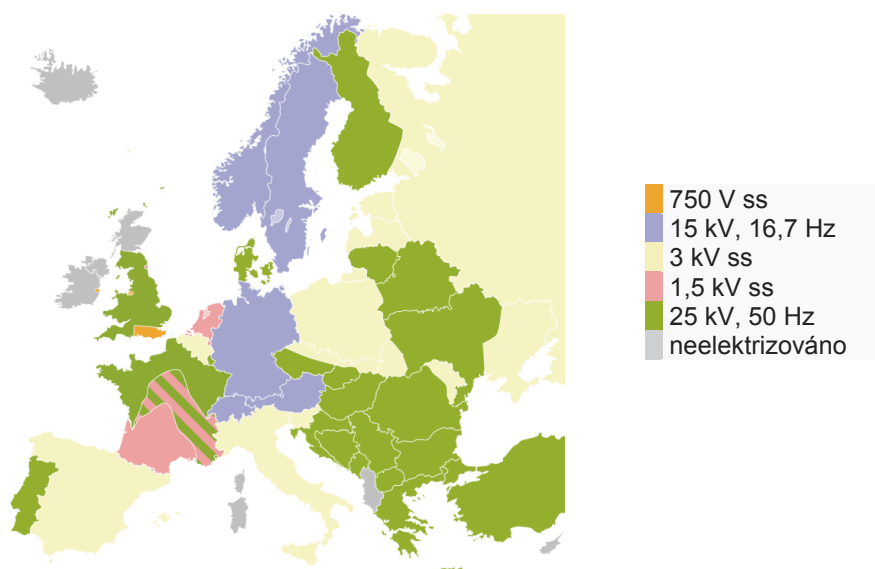 750 V ss
15 kV, 16,7 Hz
3 kV ss
1,5 kV ss
25 kV, 50 Hz
neelektrizováno